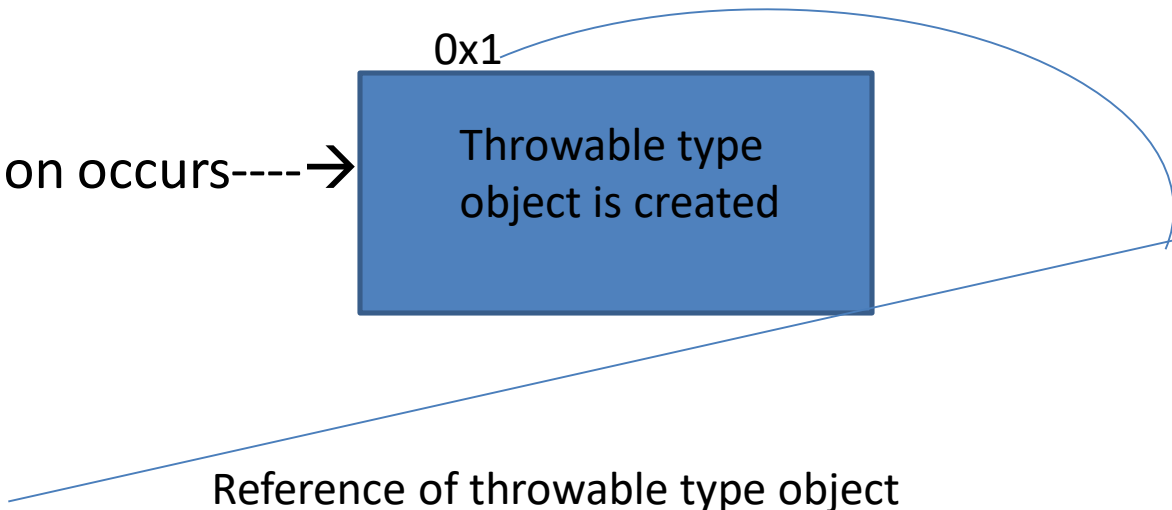 0x1
on occurs----→
Throwable type
object is created
Reference of throwable type object